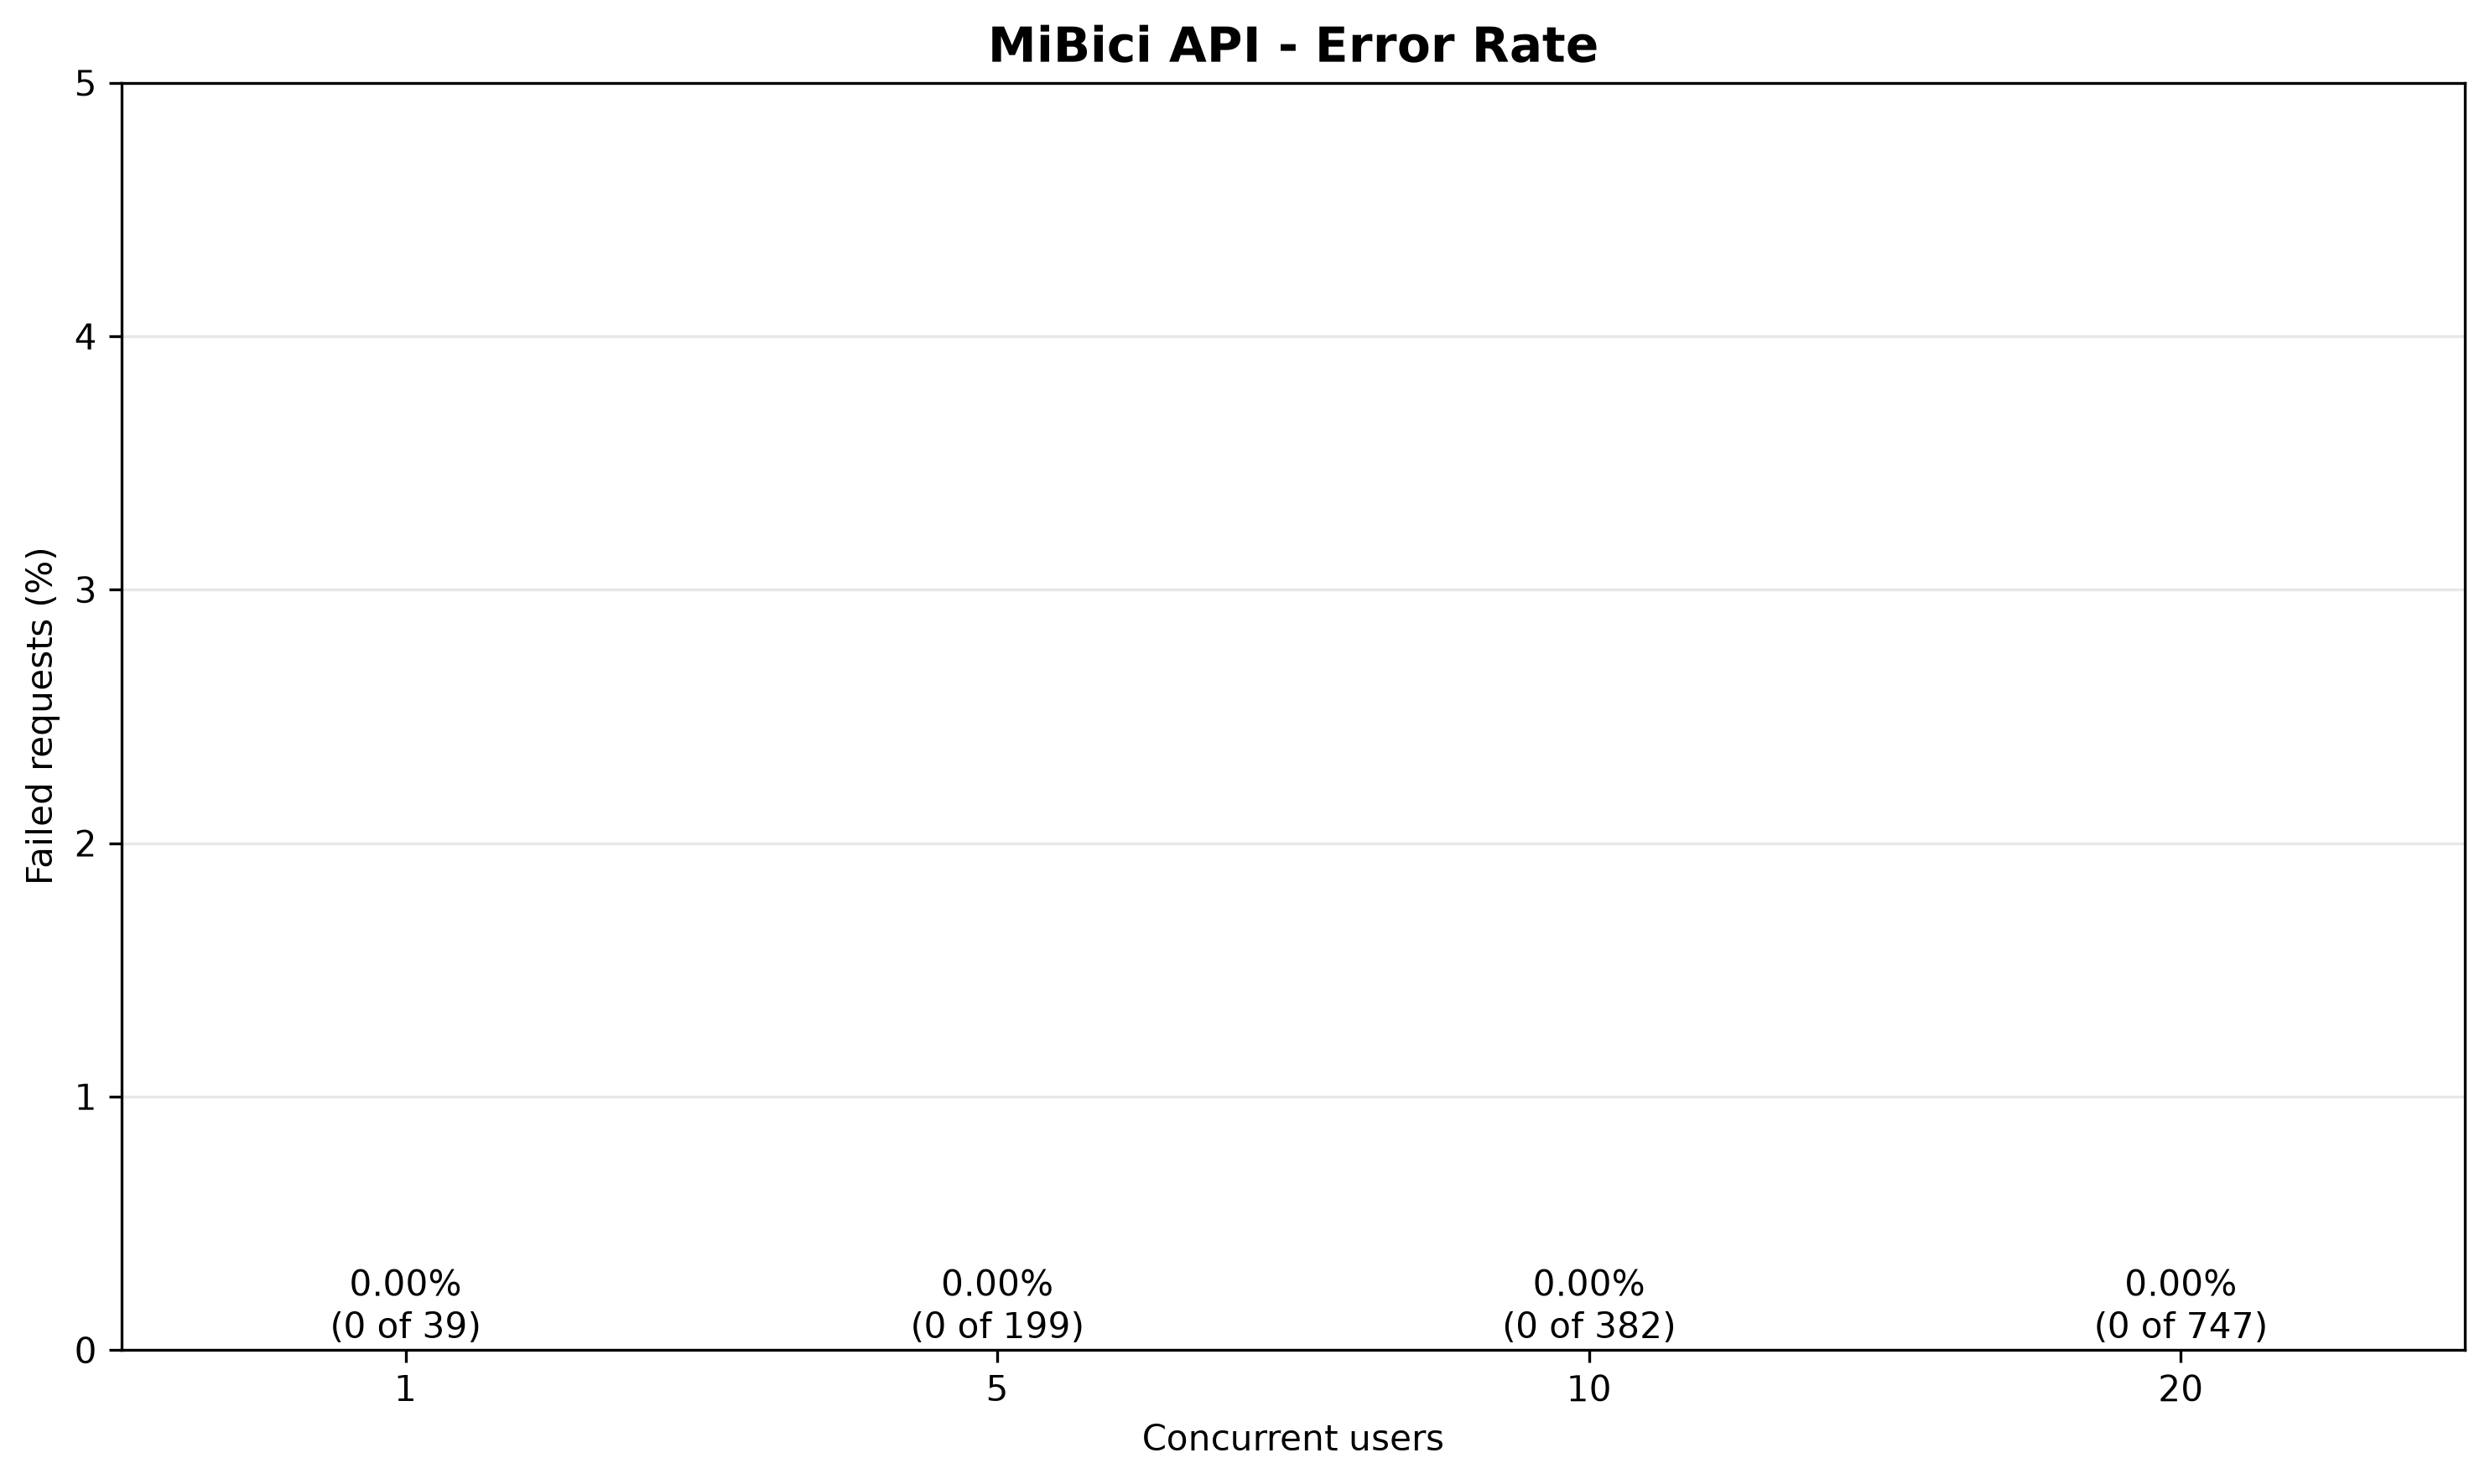 MiBici API - Error Rate
Failed requests (%)
5
4
3
2
1
0
0.00%
(0 of 39)
0.00%
(0 of 199)
0.00%
(0 of 382)
0.00%
(0 of 747)
1
5
10
20
Concurrent users